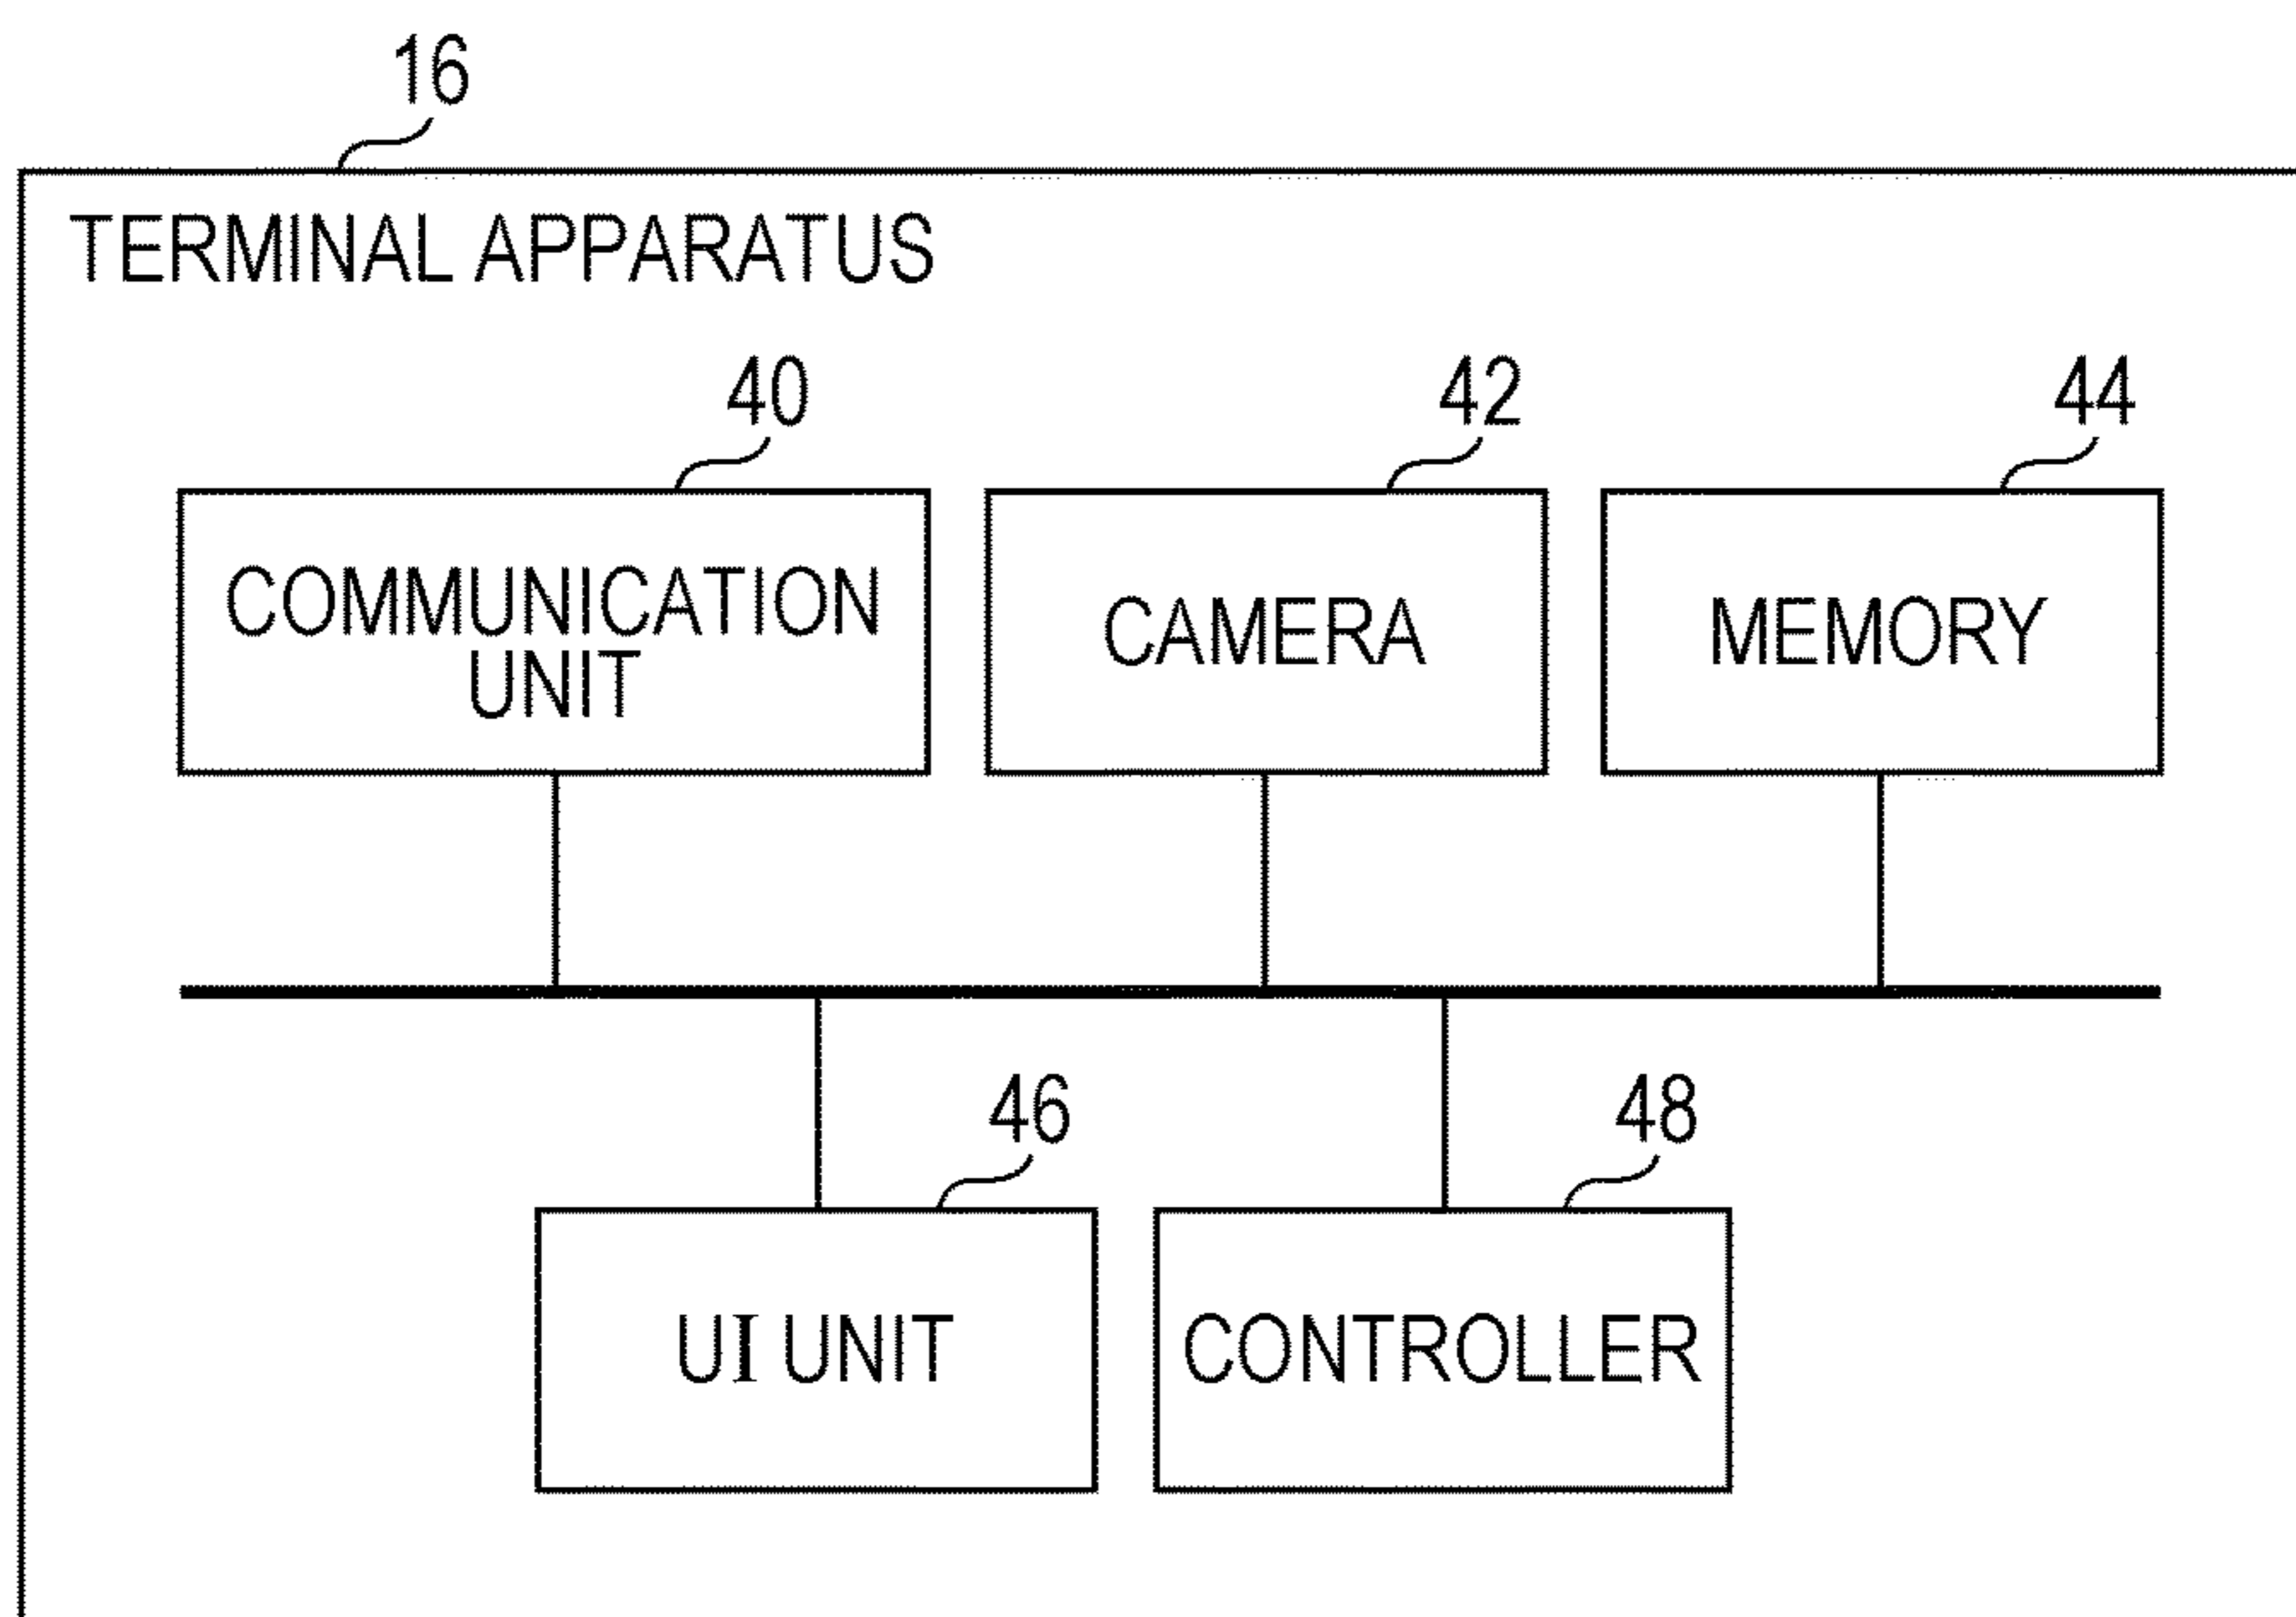 16
TERMINAL APPARATUS
40
42
44
COMMUNICATION
UNIT
CAMERA
MEMORY
46
48
UI UNIT
CONTROLLER